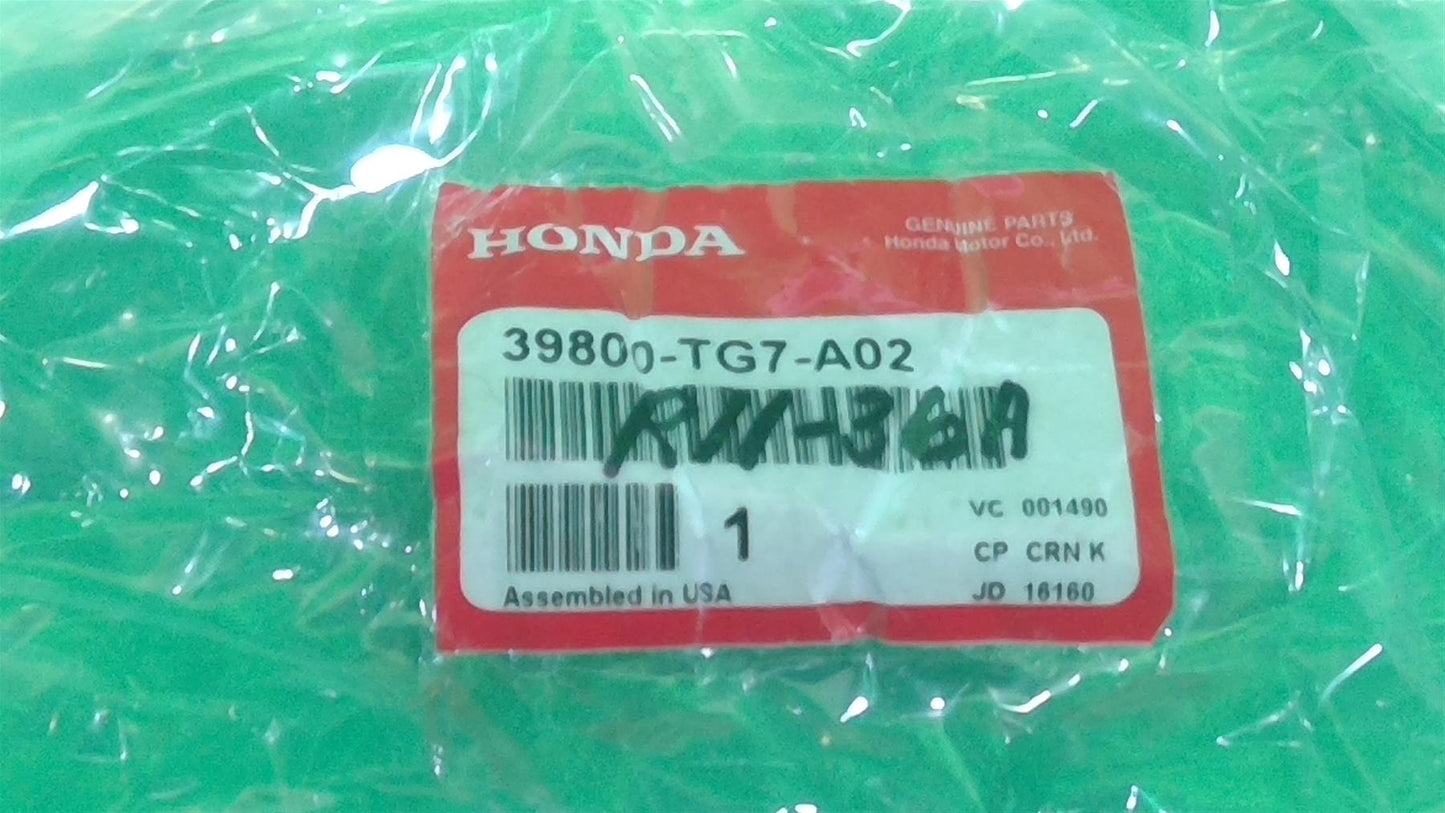 HONDA
GENUINE PARTS
Honda Motor Co., Ltd.
39800-TG7-A02
1
VC 001490
CP CRN K
Assembled in USA
JD 16160